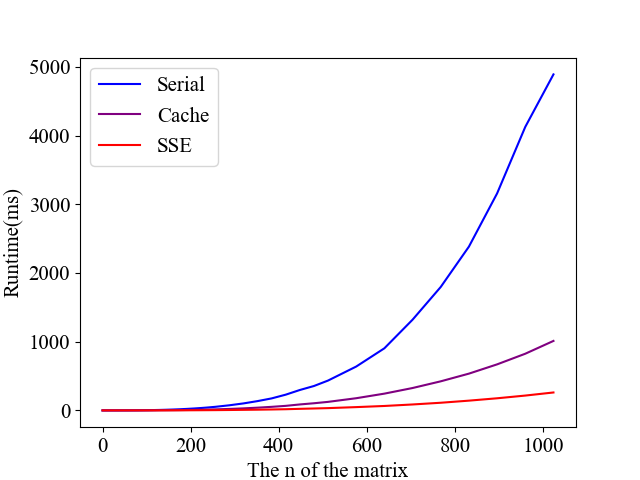 Runtime(ms)
5000
4000
3000
2000
1000
0
Serial
Cache
SSE
0 200 400 600 800 1000
The n of the matrix